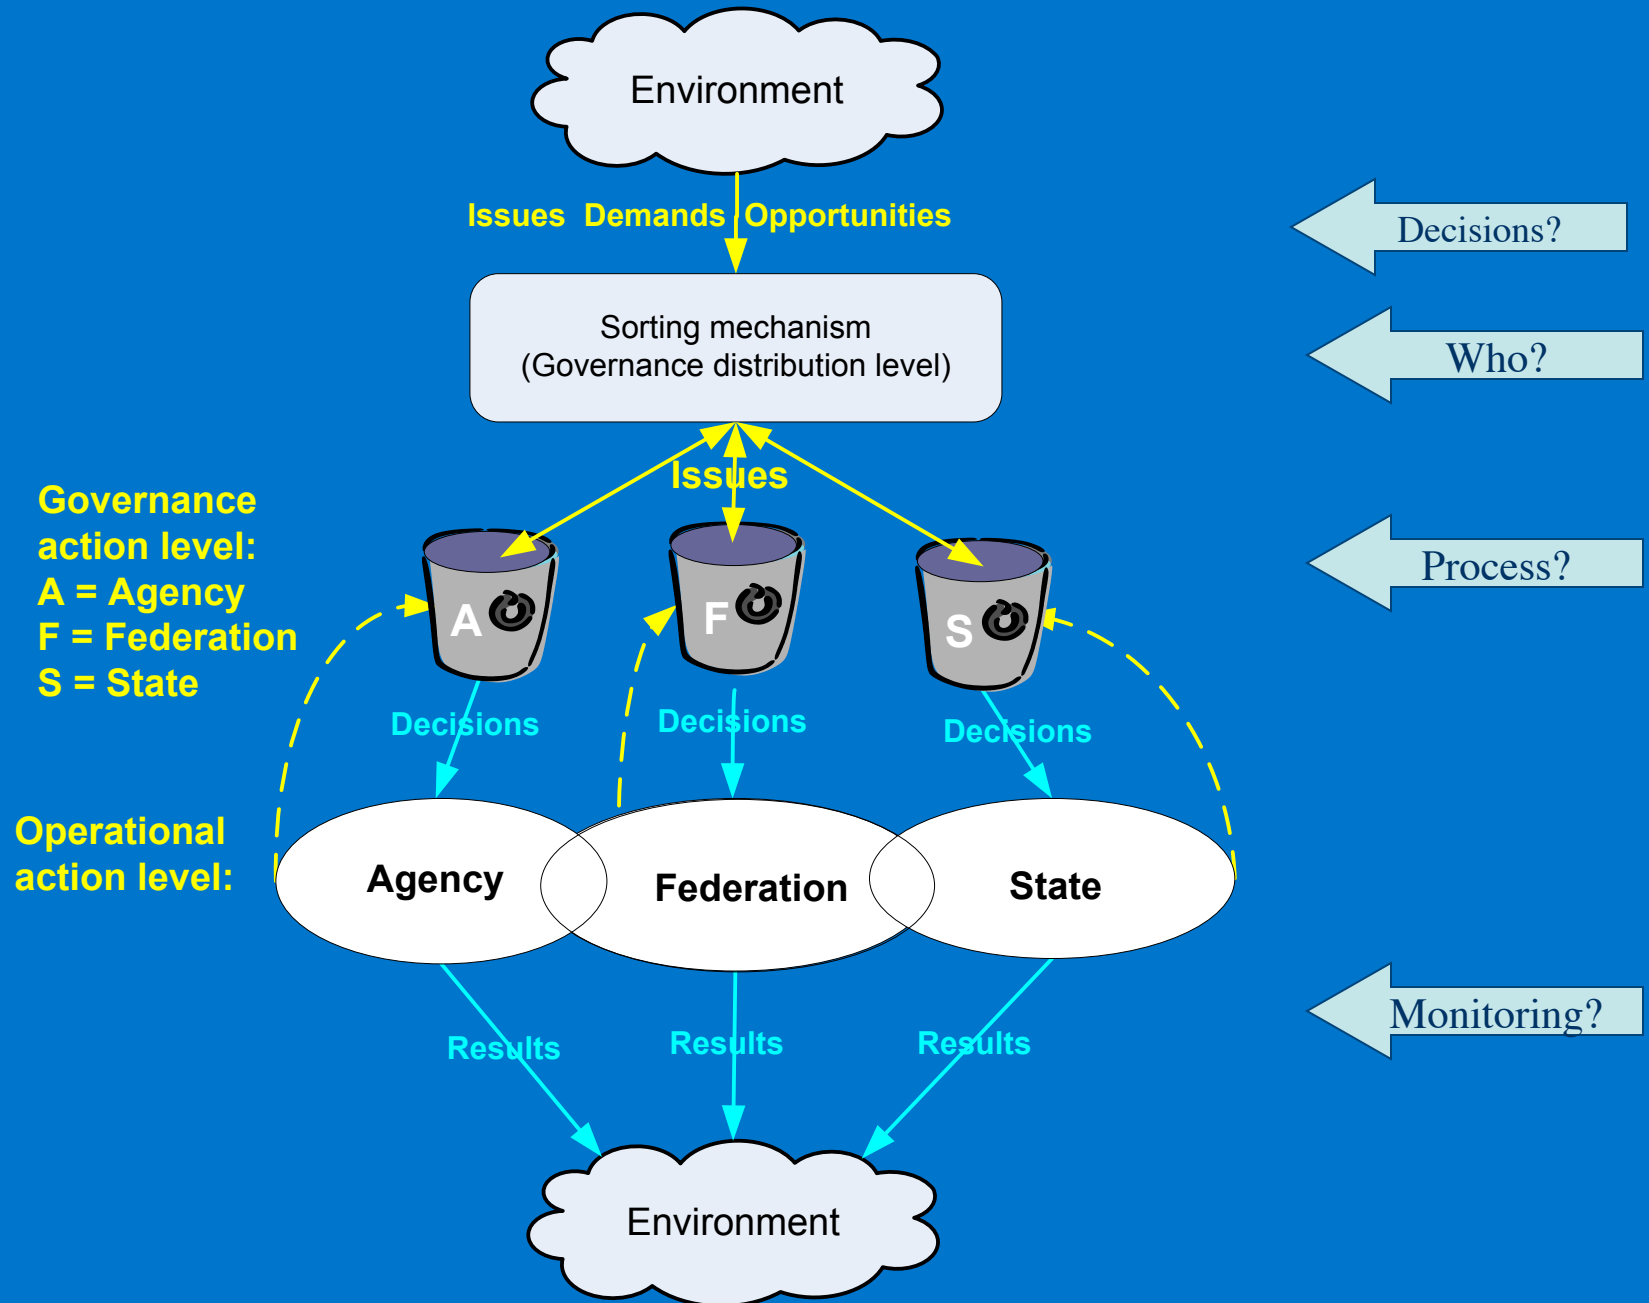 Environment
Issues Demands Opportunities
Decisions?
Sorting mechanism
(Governance distribution level)
Who?
Issues
Governance
action level:
A = Agency
F = Federation
S = State
Process?
A
F
S
Decisions
Decisions
Decisions
Operational
action level:
Agency
Federation
State
Monitoring?
Results
Results
Results
Environment